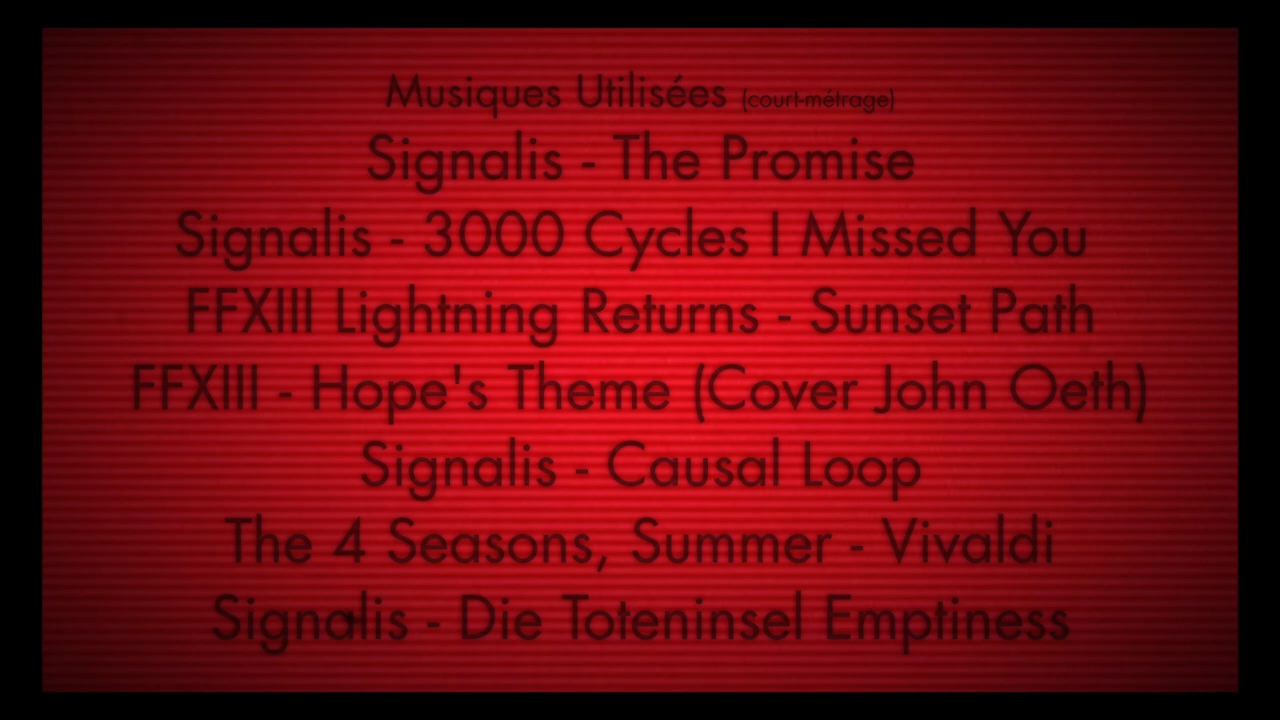 Musiques Utilisées (court-métrage)
Signalis - The Promise
Signalis - 3000 Cycles I Missed You
FFXIII Lightning Returns - Sunset Path
FFXIII - Hope's Theme (Cover John Oeth)
Signalis - Causal Loop
The 4 Seasons, Summer - Vivaldi
Signalis - Die Toteninsel Emptiness